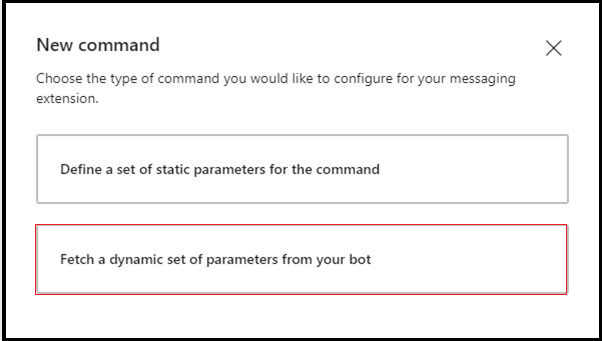 New command
Choose the type of command you would like to configure for your messaging
extension.
Define a set of static parameters for the command
Fetch a dynamic set of parameters from your bot